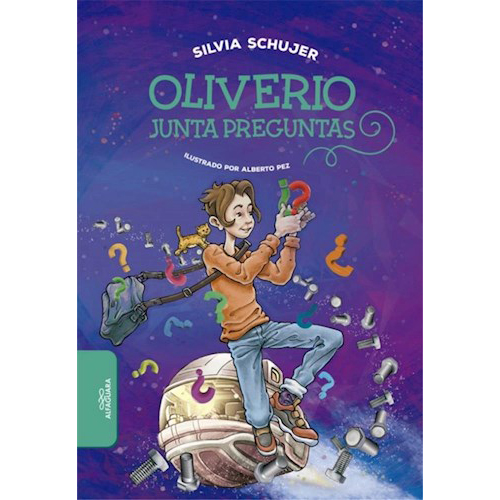 SILVIA SCHUJER
OLIVERIO
JUNTA PREGUNTAS
ILUSTRADO POR ALBERTO PEZ
ALFAGUARA